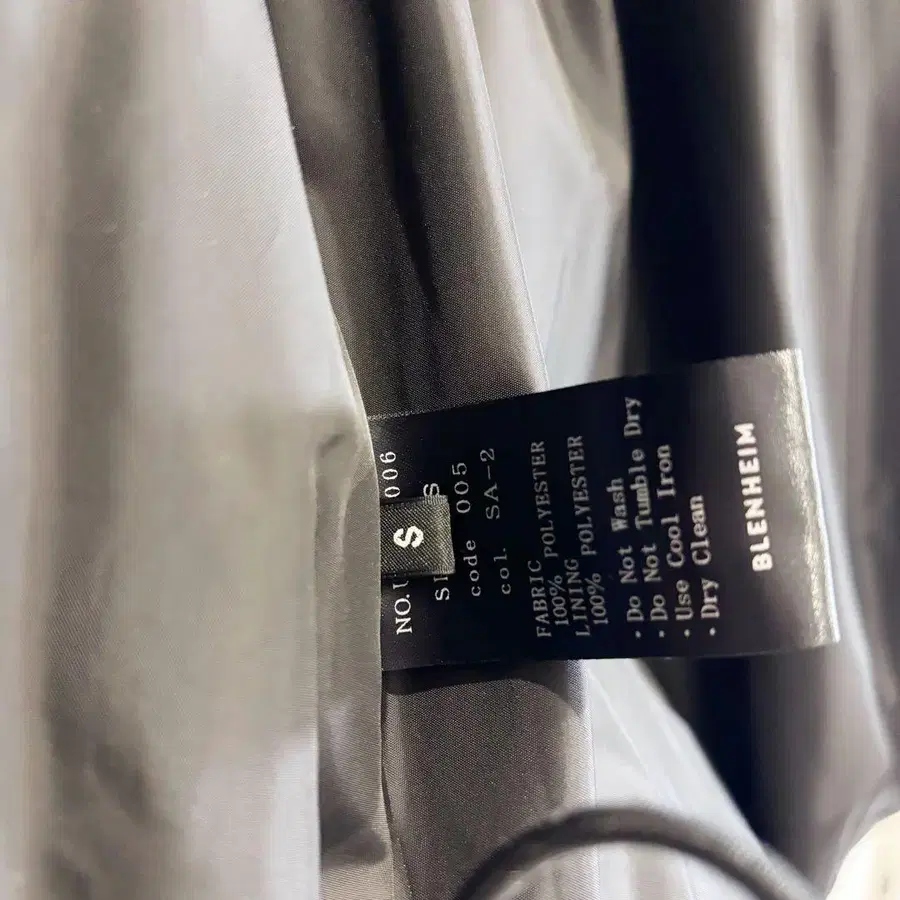 S
NO.U 006
S S
code 005
col. SA-2
FABRIC
100% POLYESTER
LINING
100% POLYESTER
· Do Not Wash
· Do Not Tumble Dry
· Use Cool Iron
· Dry Clean
BLENHEIM